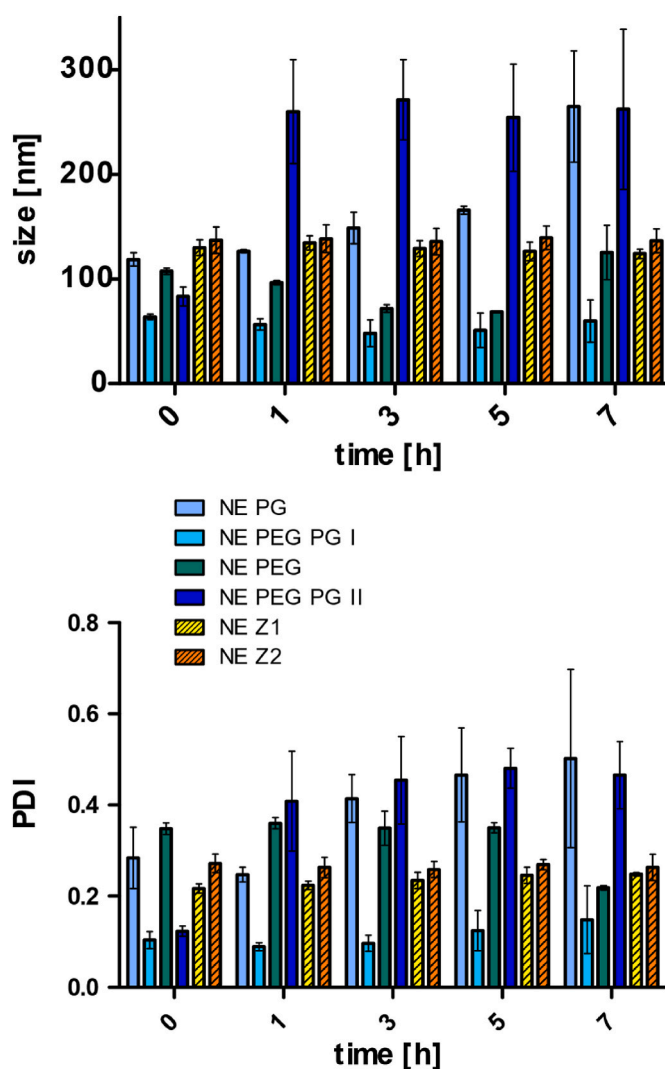 300
200
100
0
size [nm]
0 1 3 5 7
time [h]
NE PG
NE PEG PG I
NE PEG
NE PEG PG II
NE Z1
NE Z2
0.8
0.6
0.4
0.2
0.0
PDI
0 1 3 5 7
time [h]